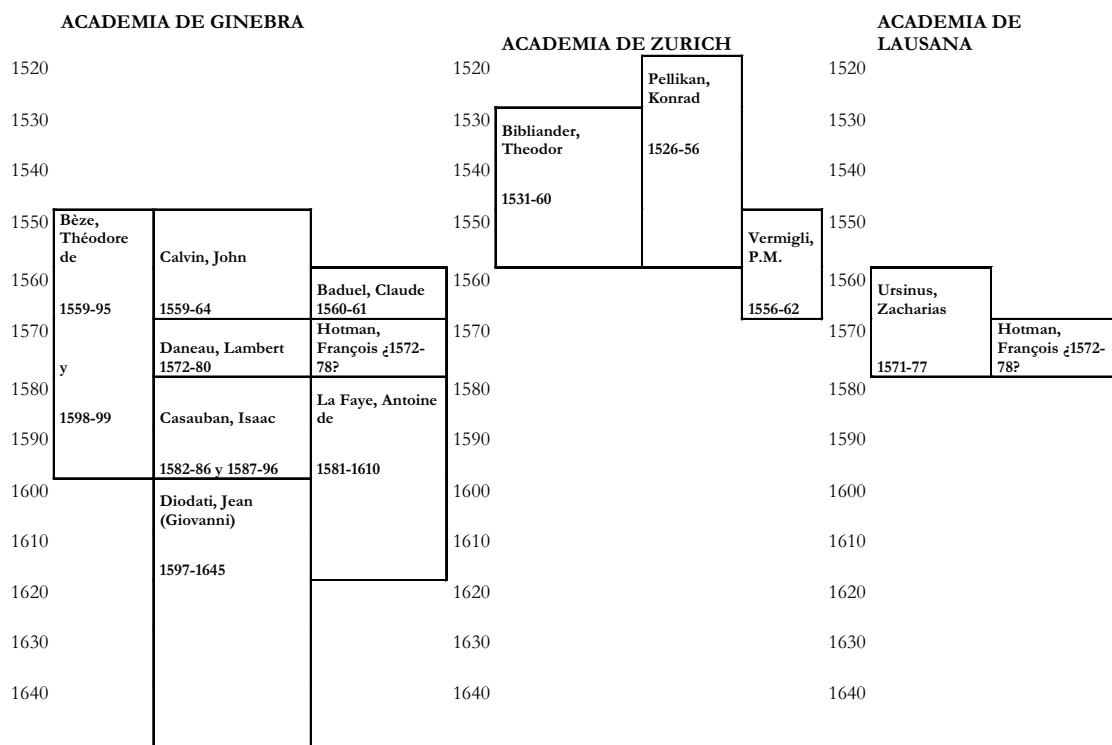 ACADEMIA DE GINEBRA
1520
1530
1540
1550
1560
1570
1580
1590
1600
1610
1620
1630
1640
Bèze,
Théodore
de
1559-95
y
1598-99
Calvin, John
1559-64
Daneau, Lambert
1572-80
Casauban, Isaac
1582-86 y 1587-96
Diodati, Jean
(Giovanni)
1597-1645
Baduel, Claude
1560-61
Hotman,
François ¿1572-
78?
La Faye, Antoine
de
1581-1610
ACADEMIA DE ZURICH
1520
1530
1540
1550
1560
1570
1580
1590
1600
1610
1620
1630
1640
Bibliander,
Theodor
1531-60
Pellikan,
Konrad
1526-56
Vermigli,
P.M.
1556-62
ACADEMIA DE
LAUSANA
1520
1530
1540
1550
1560
1570
1580
1590
1600
1610
1620
1630
1640
Ursinus,
Zacharias
1571-77
Hotman,
François ¿1572-
78?